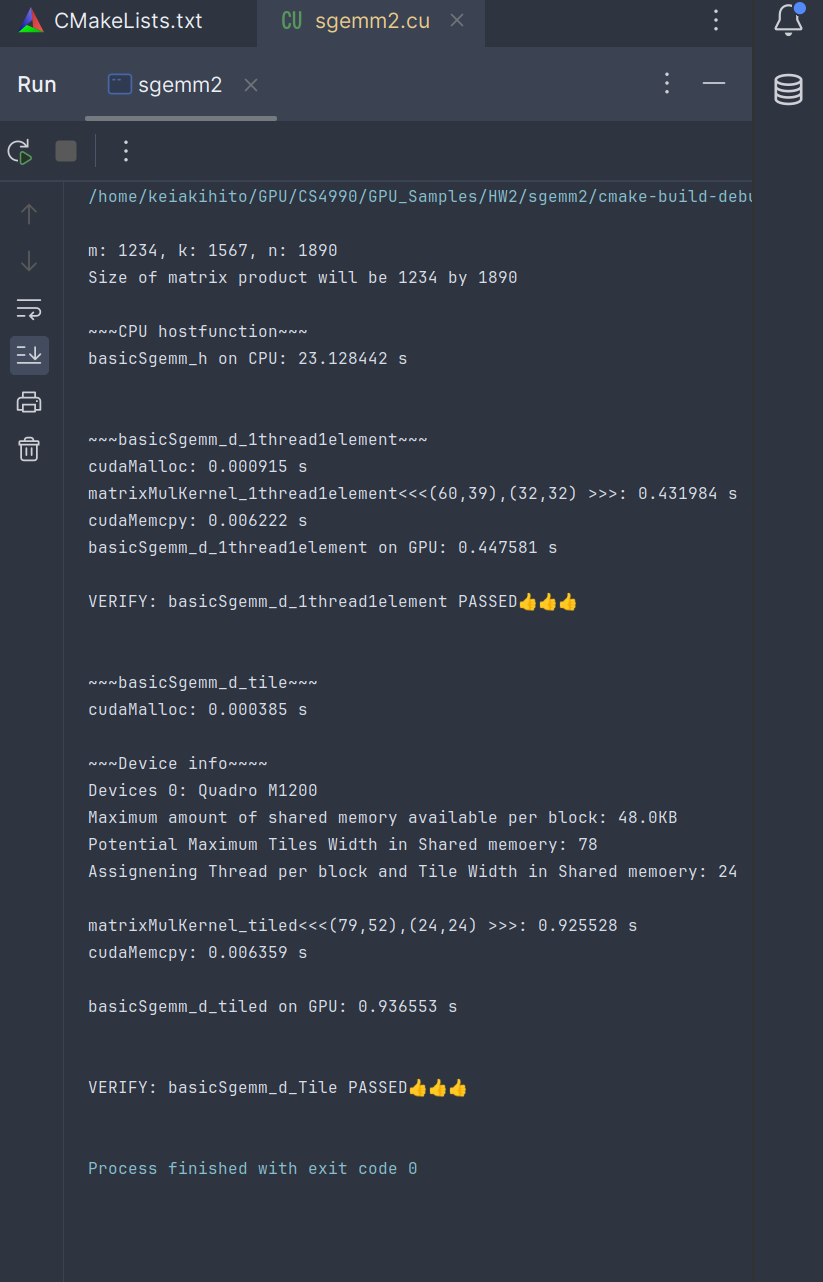 CMakeLists.txt
CU sgemm2.cu
Run
sgemm2
/home/keiakihito/GPU/CS4990/GPU_Samples/HW2/sgemm2/cmake-build-debu
m: 1234, k: 1567, n: 1890
Size of matrix product will be 1234 by 1890
~~~CPU hostfunction~~~
basicSgemm_h on CPU: 23.128442 s
~~~basicSgemm_d_1thread1element~~~
cudaMalloc: 0.000915 s
matrixMulKernel_1thread1element<<<(60,39),(32,32) >>>: 0.431984 s
cudaMemcpy: 0.006222 s
basicSgemm_d_1thread1element on GPU: 0.447581 s
VERIFY: basicSgemm_d_1thread1element PASSED👍👍👍
~~~basicSgemm_d_tile~~~
cudaMalloc: 0.000385 s
~~~Device info~~~~
Devices 0: Quadro M1200
Maximum amount of shared memory available per block: 48.0KB
Potential Maximum Tiles Width in Shared memoery: 78
Assignening Thread per block and Tile Width in Shared memoery: 24
matrixMulKernel_tiled<<<(79,52),(24,24) >>>: 0.925528 s
cudaMemcpy: 0.006359 s
basicSgemm_d_tiled on GPU: 0.936553 s
VERIFY: basicSgemm_d_Tile PASSED👍👍👍
Process finished with exit code 0